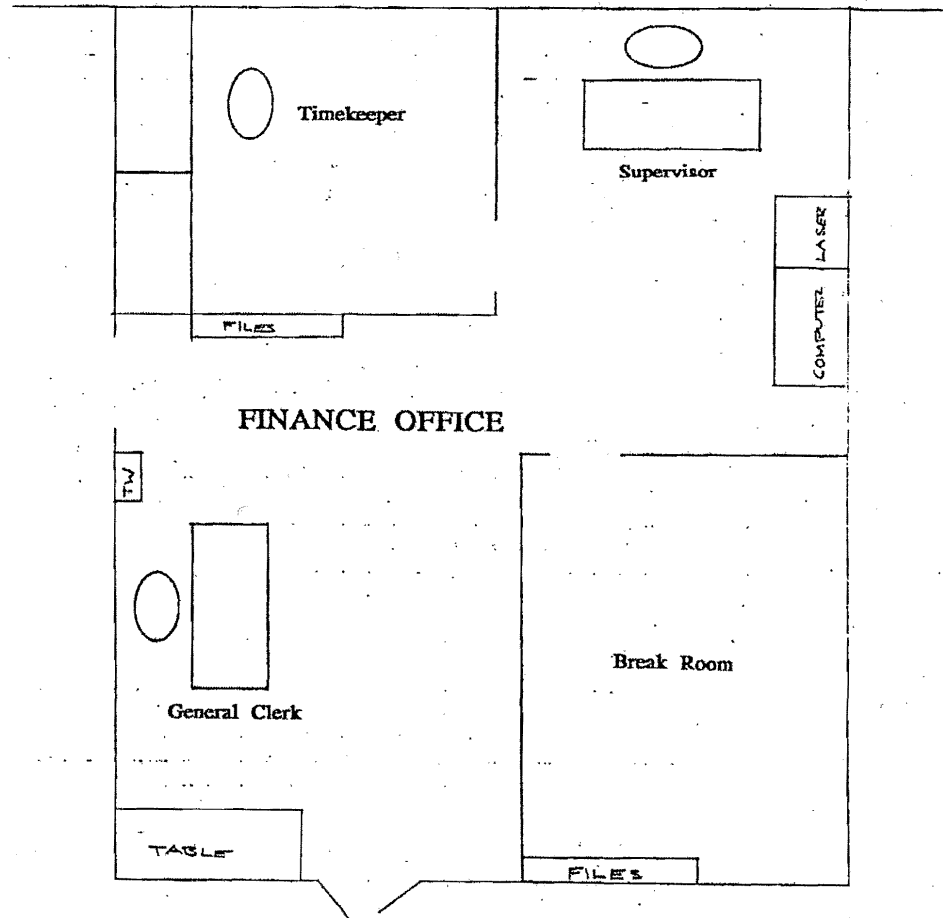 Timekeeper
Supervisor
LASER
COMPUTER
FILES
FINANCE OFFICE
TW
General Clerk
Break Room
TABLE
FILES